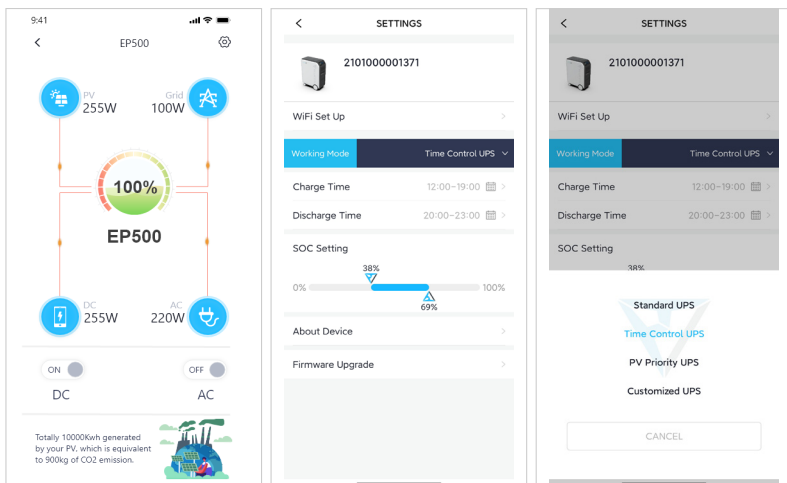 9:41
EP500
PV
255W
Grid
100W
100%
EP500
DC
255W
AC
220W
ON
OFF
DC
AC
Totally 10000Kwh generated
by your PV, which is equivalent
to 900kg of CO2 emission.
SETTINGS
2101000001371
WiFi Set Up
Working Mode Time Control UPS
Charge Time 12:00~19:00
Discharge Time 20:00~23:00
SOC Setting
38%
0% 100%
69%
About Device
Firmware Upgrade
SETTINGS
2101000001371
WiFi Set Up
Working Mode Time Control UPS
Charge Time 12:00~19:00
Discharge Time 20:00~23:00
SOC Setting
38%
Standard UPS
Time Control UPS
PV Priority UPS
Customized UPS
CANCEL